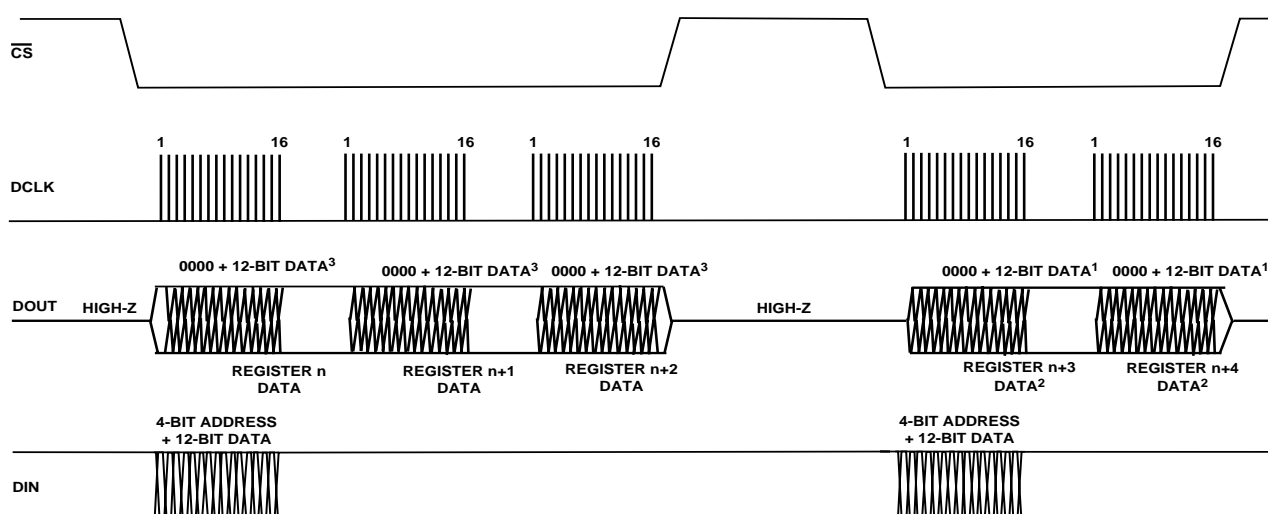 CS
1 16 1 16 1 16 1 16 1 16
DCLK
0000 + 12-BIT DATA3 0000 + 12-BIT DATA3 0000 + 12-BIT DATA3 0000 + 12-BIT DATA1 0000 + 12-BIT DATA1
DOUT HIGH-Z HIGH-Z
REGISTER n
DATA
REGISTER n+1
DATA
REGISTER n+2
DATA
REGISTER n+3
DATA2
REGISTER n+4
DATA2
4-BIT ADDRESS
+ 12-BIT DATA
4-BIT ADDRESS
+ 12-BIT DATA
DIN